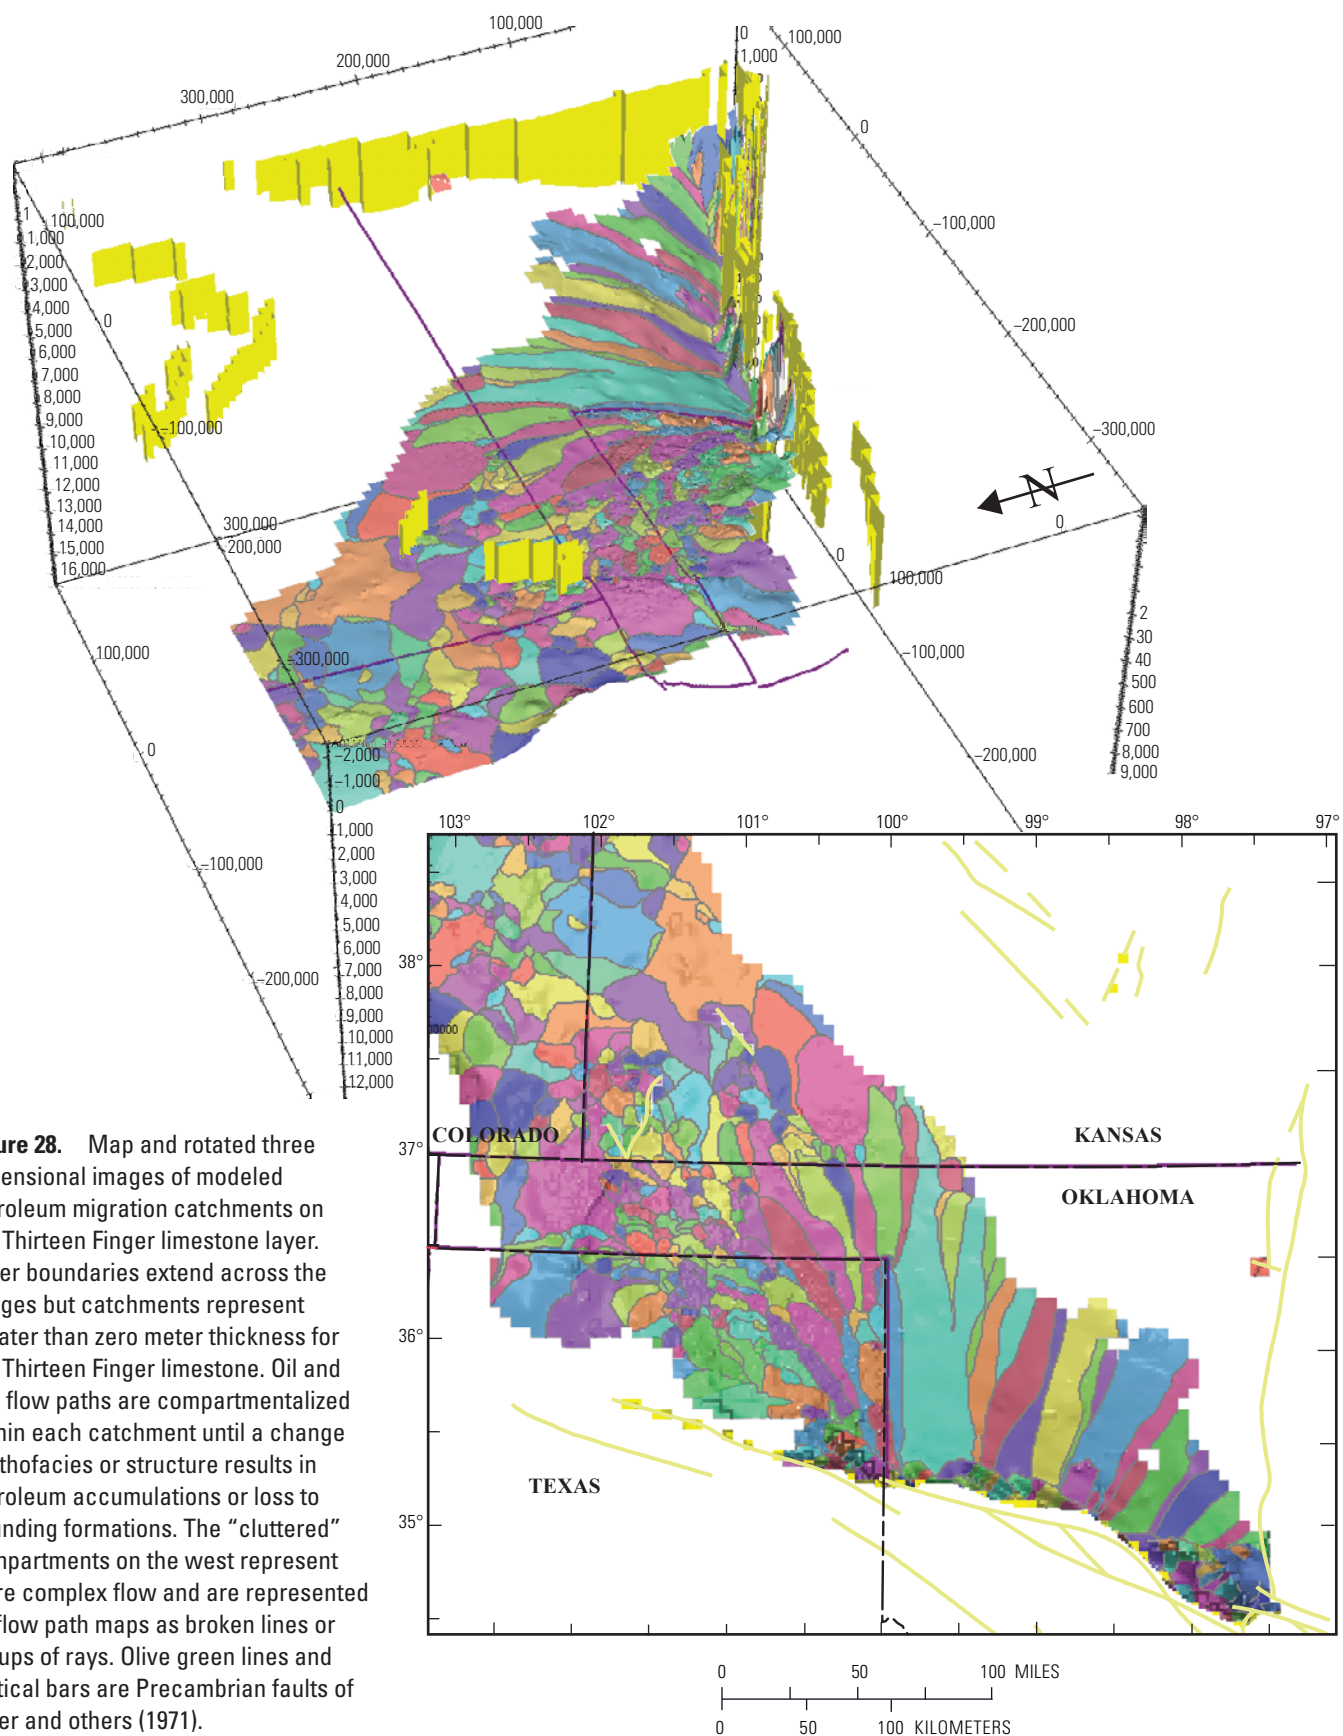 100,000
200,000
300,000
0
1,000
100,000
0
–100,000
–200,000
–300,000
1
1,000
2,000
3,000
4,000
5,000
6,000
7,000
8,000
9,000
10,000
11,000
12,000
13,000
14,000
15,000
16,000
100,000
0
–100,000
300,000
200,000
–300,000
N
0
0
100,000
–100,000
–200,000
2
30
40
500
600
700
8,000
9,000
100,000
0
–100,000
–200,000
–2,000
–1,000
0
1,000
2,000
3,000
4,000
5,000
6,000
7,000
8,000
9,000
10,000
11,000
12,000
103° 102° 101° 100° 99° 98° 97°
38°
37°
36°
35°
COLORADO
KANSAS
OKLAHOMA
TEXAS
ure 28. Map and rotated three
ensional images of modeled
roleum migration catchments on
Thirteen Finger limestone layer.
er boundaries extend across the
ges but catchments represent
ater than zero meter thickness for
Thirteen Finger limestone. Oil and
flow paths are compartmentalized
hin each catchment until a change
thofacies or structure results in
roleum accumulations or loss to
unding formations. The “cluttered”
mpartments on the west represent
re complex flow and are represented
flow path maps as broken lines or
ups of rays. Olive green lines and
tical bars are Precambrian faults of
er and others (1971).
0 50 100 MILES
0 50 100 KILOMETERS